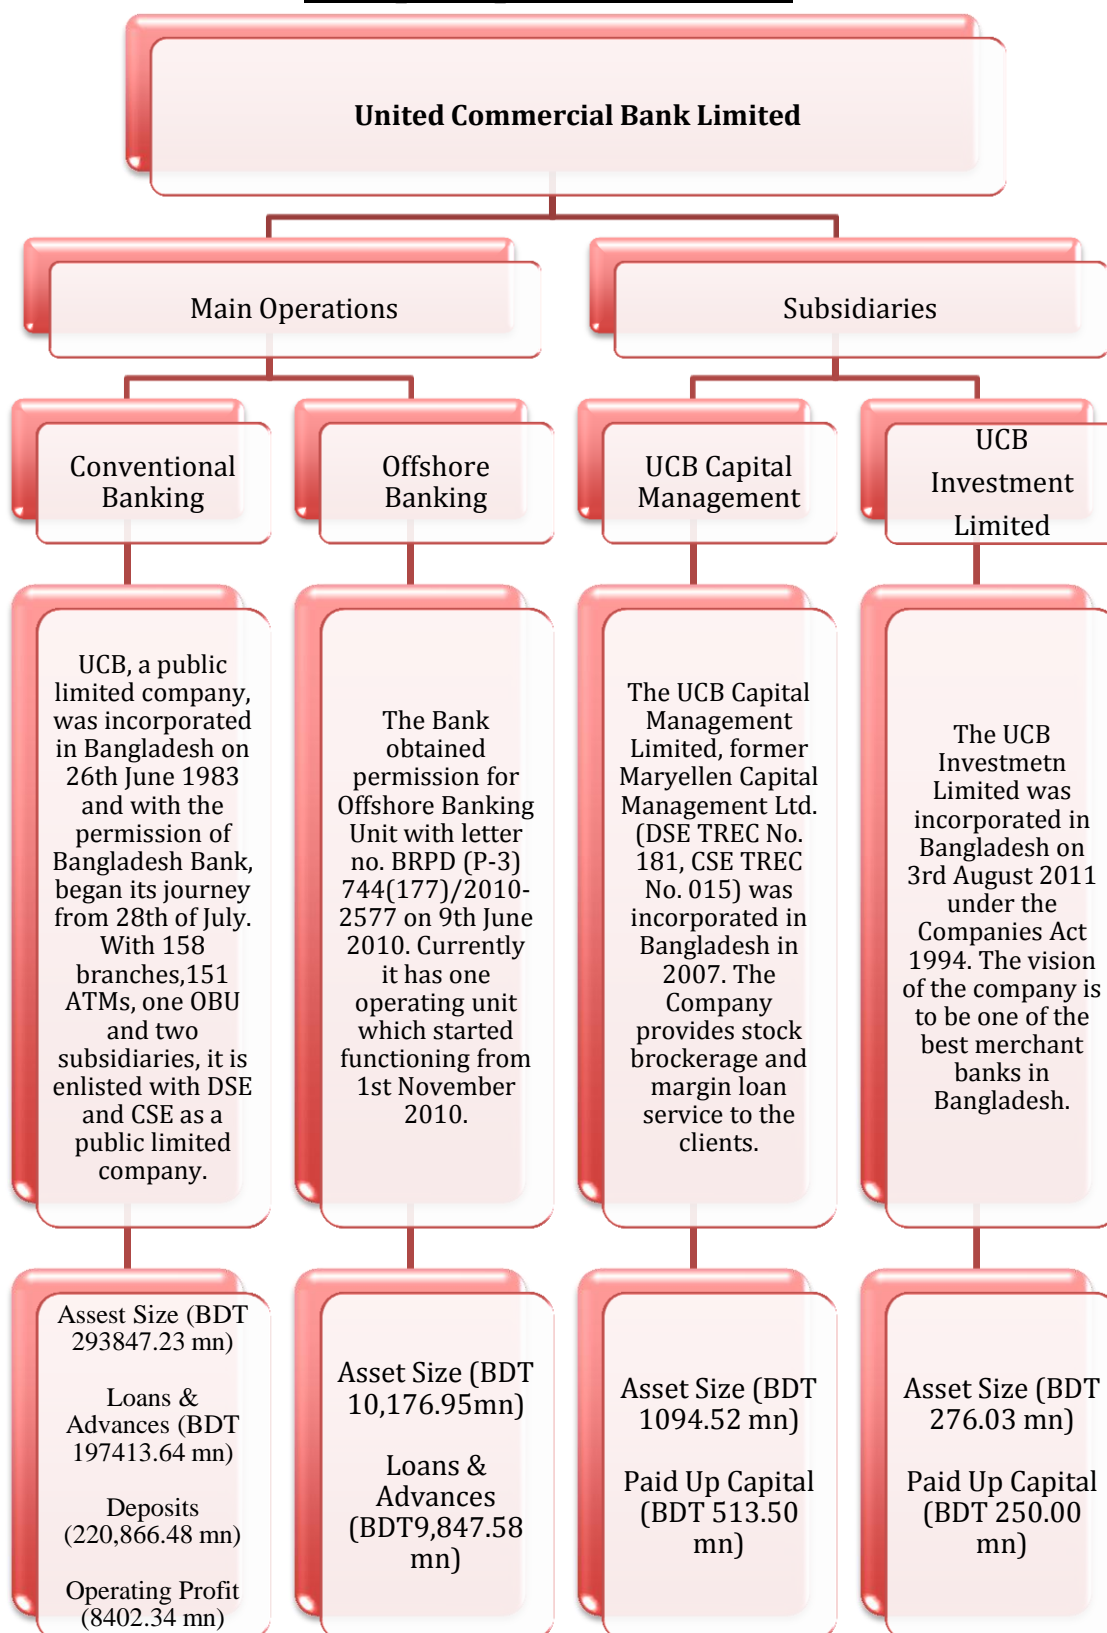 United Commercial Bank Limited
Main Operations
Subsidiaries
Conventional
Banking
Offshore
Banking
UCB Capital
Management
UCB
Investment
Limited
UCB, a public
limited company,
was incorporated
in Bangladesh on
26th June 1983
and with the
permission of
Bangladesh Bank,
began its journey
from 28th of July.
With 158
branches,151
ATMs, one OBU
and two
subsidiaries, it is
enlisted with DSE
and CSE as a
public limited
company.
The Bank
obtained
permission for
Offshore Banking
Unit with letter
no. BRPD (P-3)
744(177)/2010-
2577 on 9th June
2010. Currently
it has one
operating unit
which started
functioning from
1st November
2010.
The UCB Capital
Management
Limited, former
Maryellen Capital
Management Ltd.
(DSE TREC No.
181, CSE TREC
No. 015) was
incorporated in
Bangladesh in
2007. The
Company
provides stock
brokerage and
margin loan
service to the
clients.
The UCB
Investmetn
Limited was
incorporated in
Bangladesh on
3rd August 2011
under the
Companies Act
1994. The vision
of the company is
to be one of the
best merchant
banks in
Bangladesh.
Assest Size (BDT
293847.23 mn)
Loans &
Advances (BDT
197413.64 mn)
Deposits
(220,866.48 mn)
Operating Profit
(8402.34 mn)
Asset Size (BDT
10,176.95mn)
Loans &
Advances
(BDT9,847.58
mn)
Asset Size (BDT
1094.52 mn)
Paid Up Capital
(BDT 513.50
mn)
Asset Size (BDT
276.03 mn)
Paid Up Capital
(BDT 250.00
mn)